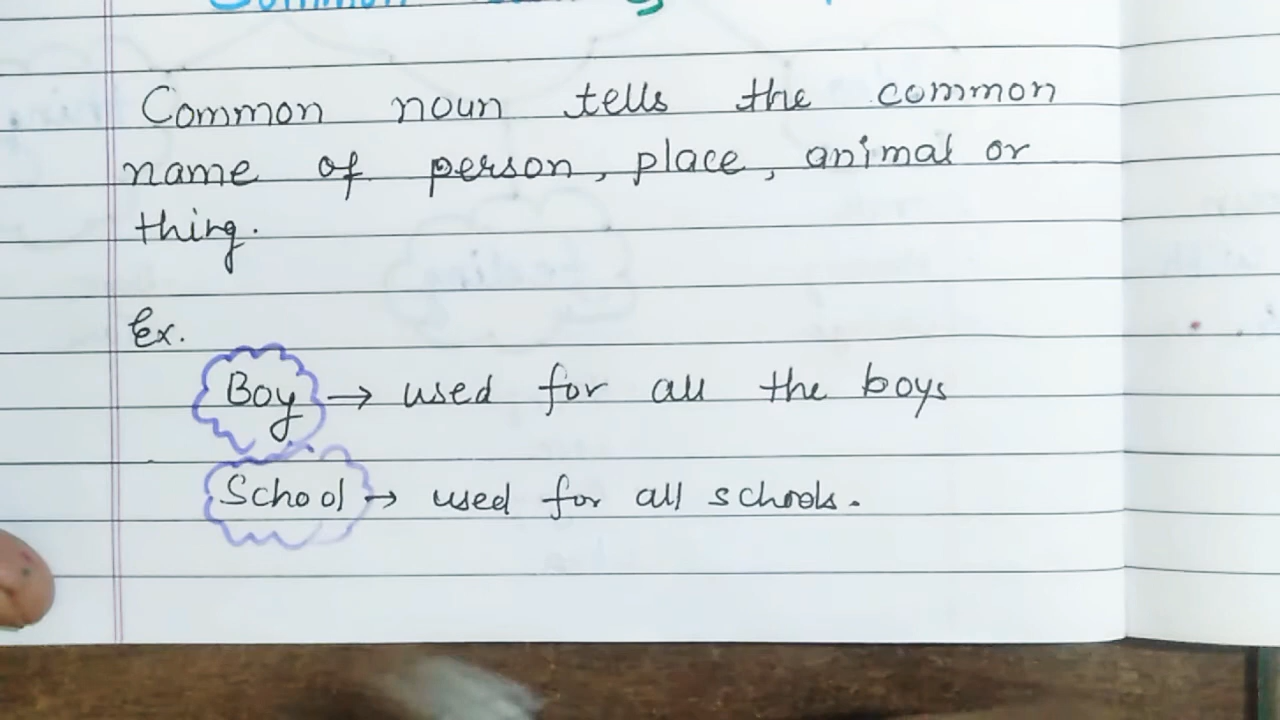 Common noun tells the common
name of person, place, animal or
thing.
Ex.
Boy → used for all the boys
School → used for all schools.